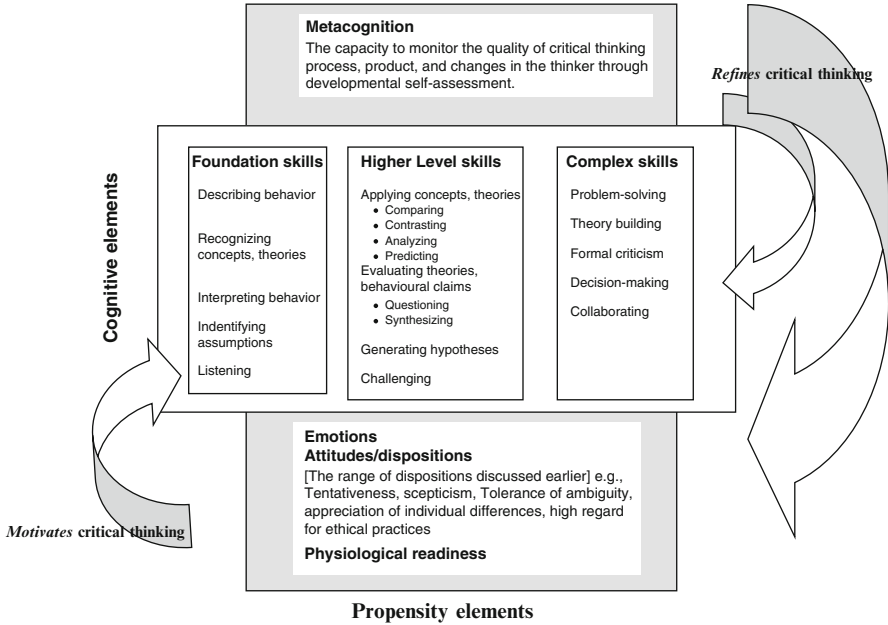 Metacognition
The capacity to monitor the quality of critical thinking
process, product, and changes in the thinker through
developmental self-assessment.
Refines critical thinking
Cognitive elements
Foundation skills
Describing behavior
Recognizing
concepts, theories
Interpreting behavior
Indentifying
assumptions
Listening
Higher Level skills
Applying concepts, theories
• Comparing
• Contrasting
• Analyzing
• Predicting
Evaluating theories,
behavioural claims
• Questioning
• Synthesizing
Generating hypotheses
Challenging
Complex skills
Problem-solving
Theory building
Formal criticism
Decision-making
Collaborating
Emotions
Attitudes/dispositions
[The range of dispositions discussed earlier] e.g.,
Tentativeness, scepticism, Tolerance of ambiguity,
appreciation of individual differences, high regard
for ethical practices
Physiological readiness
Motivates critical thinking
Propensity elements